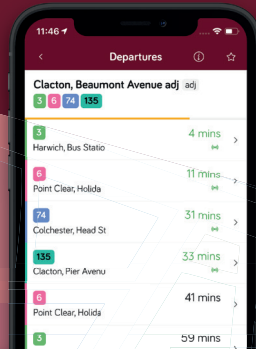 11:46
Departures
Clacton, Beaumont Avenue adj adj
3 6 74 135
3
4 mins
Harwich, Bus Statio
6
11 mins
Point Clear, Holida
74
31 mins
Colchester, Head St
135
33 mins
Clacton, Pier Avenu
6
41 mins
Point Clear, Holida
3
59 mins